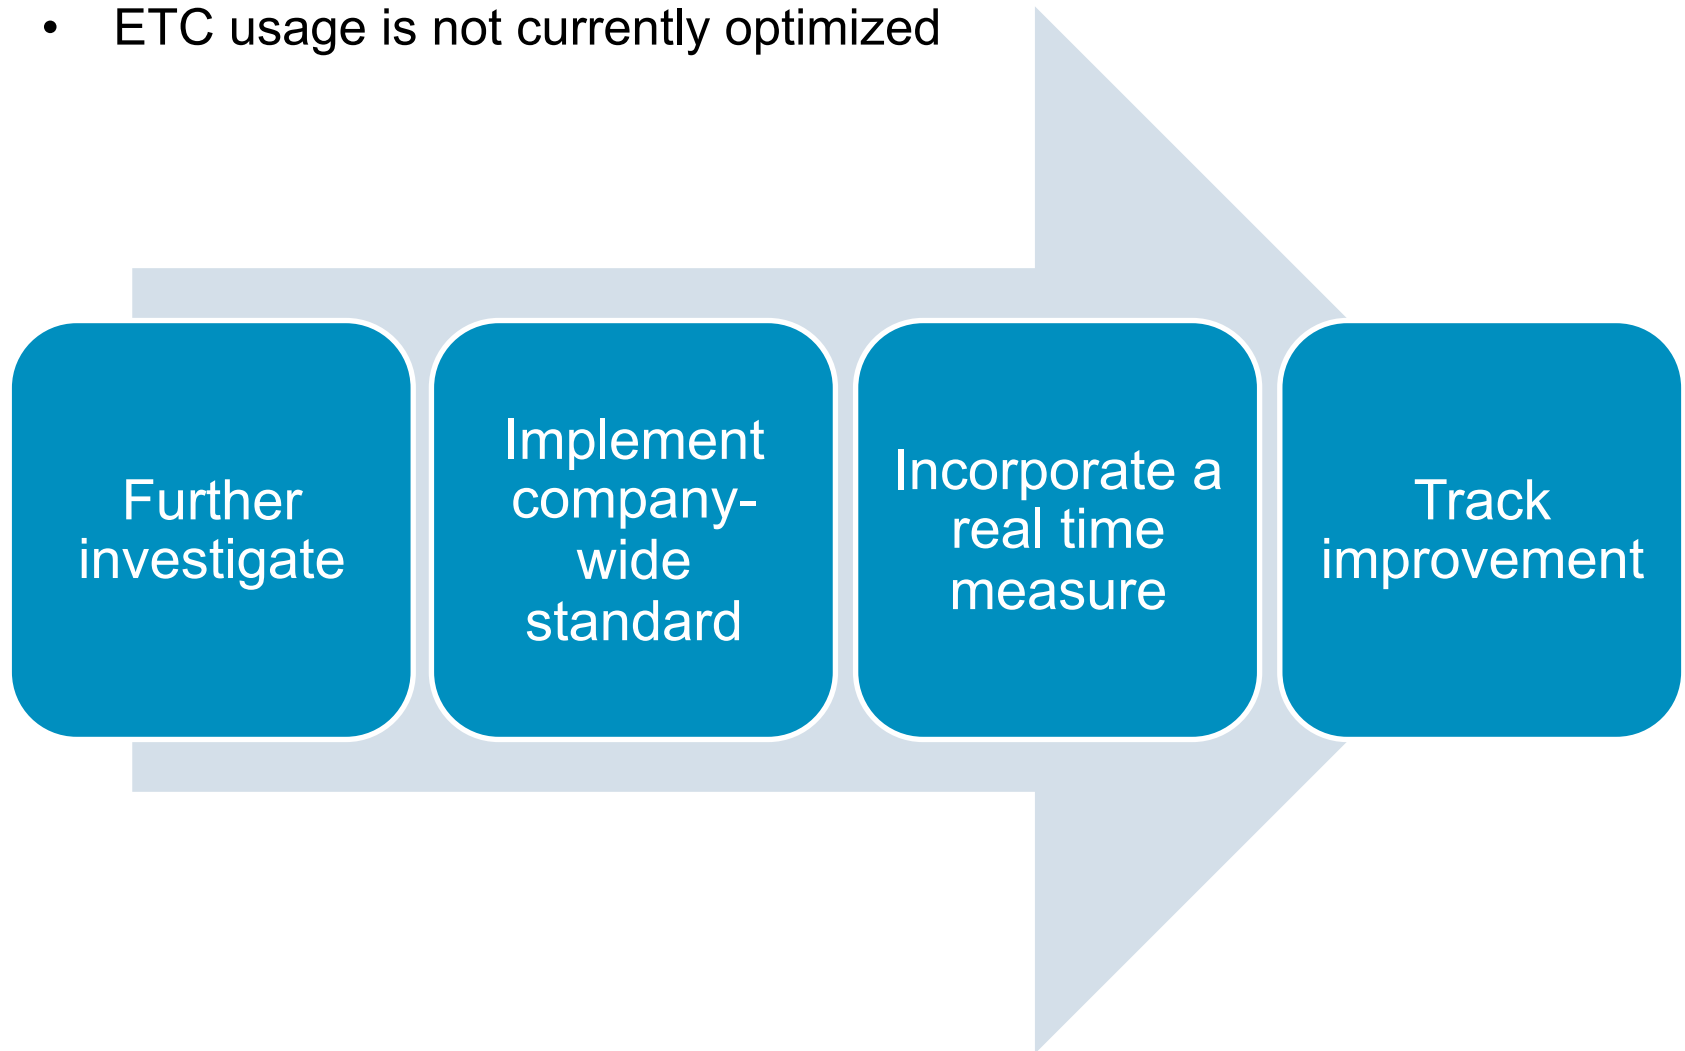 • ETC usage is not currently optimized
Further
investigate
Implement
company-
wide
standard
Incorporate a
real time
measure
Track
improvement